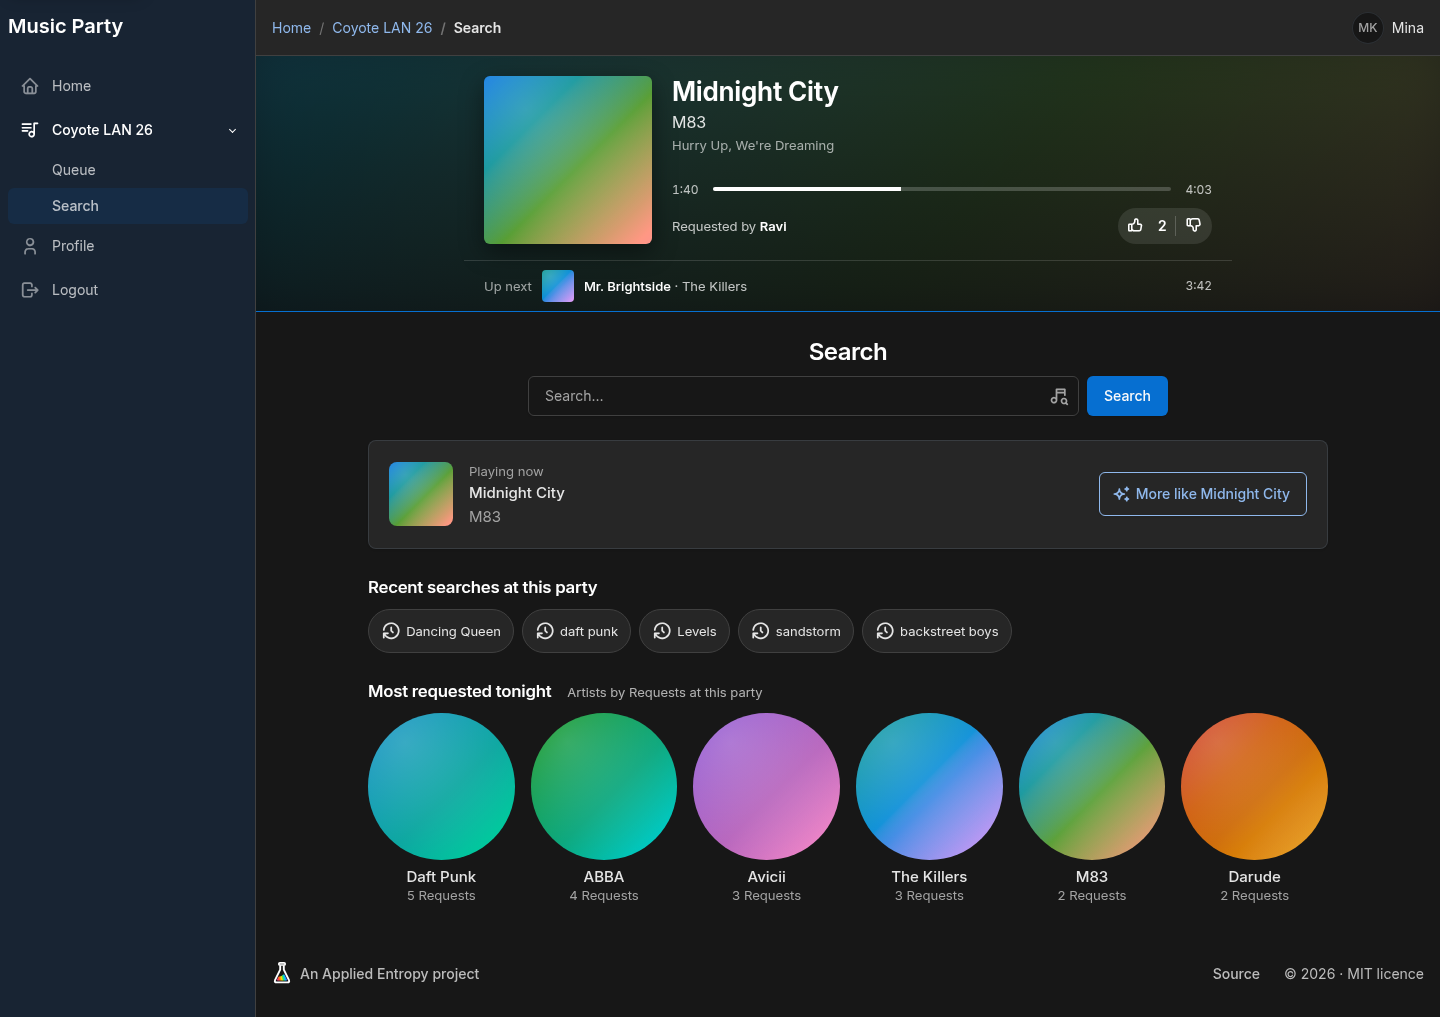 Music Party
Home
Coyote LAN 26
Queue
Search
Profile
Logout
Home / Coyote LAN 26 / Search
MK Mina
Midnight City
M83
Hurry Up, We're Dreaming
1:40 4:03
Requested by Ravi
2
Up next Mr. Brightside · The Killers 3:42
Search
Search... Search
Playing now
Midnight City
M83
More like Midnight City
Recent searches at this party
Dancing Queen daft punk Levels sandstorm backstreet boys
Most requested tonight Artists by Requests at this party
Daft Punk ABBA Avicii The Killers M83 Darude
5 Requests 4 Requests 3 Requests 3 Requests 2 Requests 2 Requests
An Applied Entropy project Source © 2026 · MIT licence